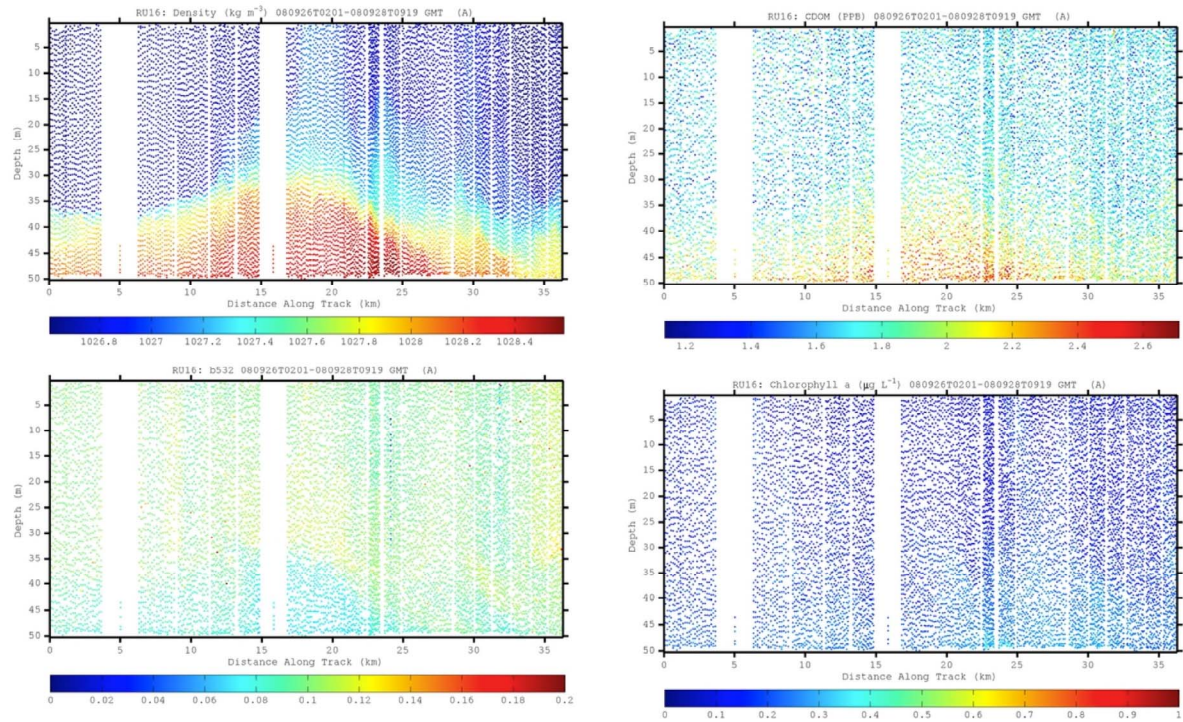 RU16: Density (kg m⁻³) 080926T0201-080928T0919 GMT (A)
5
10
15
20
25
30
35
40
45
50
Depth (m)
0 5 10 15 20 25 30 35
Distance Along Track (km)
1026.8 1027 1027.2 1027.4 1027.6 1027.8 1028 1028.2 1028.4
RU16: CDOM (PPB) 080926T0201-080928T0919 GMT (A)
5
10
15
20
25
30
35
40
45
50
Depth (m)
0 5 10 15 20 25 30 35
Distance Along Track (km)
1.2 1.4 1.6 1.8 2 2.2 2.4 2.6
RU16: b532 080926T0201-080928T0919 GMT (A)
5
10
15
20
25
30
35
40
45
50
Depth (m)
0 5 10 15 20 25 30 35
Distance Along Track (km)
0 0.02 0.04 0.06 0.08 0.1 0.12 0.14 0.16 0.18 0.2
RU16: Chlorophyll a (μg L⁻¹) 080926T0201-080928T0919 GMT (A)
5
10
15
20
25
30
35
40
45
50
Depth (m)
0 5 10 15 20 25 30 35
Distance Along Track (km)
0 0.1 0.2 0.3 0.4 0.5 0.6 0.7 0.8 0.9 1